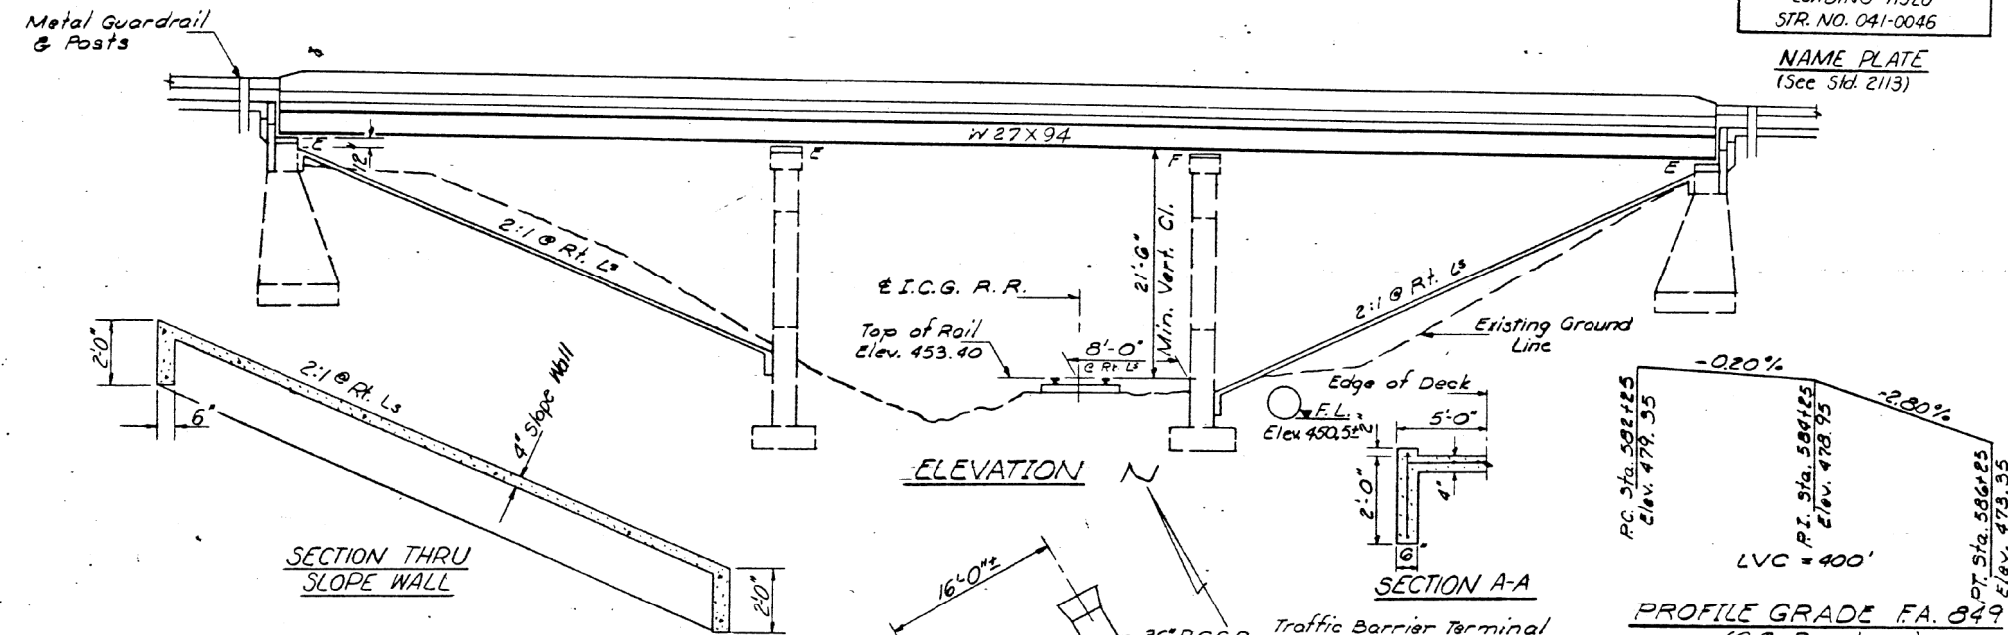 Metal Guardrail
& Posts
STR. NO. 041-0046
NAME PLATE
(See Std. 2113)
W 27 X 94
E
12"
E
F
E
2:1 @ Rt. Ls
℄ I.C.G. R.R.
21'-6"
Min. Vert. Cl.
2:1 @ Rt. Ls
Top of Rail
Elev. 453.40
8'-0"
@ Rt. Ls
Existing Ground
Line
F.L.
Elev. 450.5±
ELEVATION
N
2'-0"
2:1 @ Rt. Ls
6"
4" Slope Wall
2'-0"
SECTION THRU
SLOPE WALL
16'-0"±
Edge of Deck
5'-0"
2"
2'-0"
4"
6"
SECTION A-A
Traffic Barrier Terminal
-0.20%
-2.80%
P.C. Sta. 582+25
Elev. 479.35
P.I. Sta. 584+25
Elev. 478.95
P.T. Sta. 586+25
Elev. 473.35
LVC = 400'
PROFILE GRADE F.A. 849